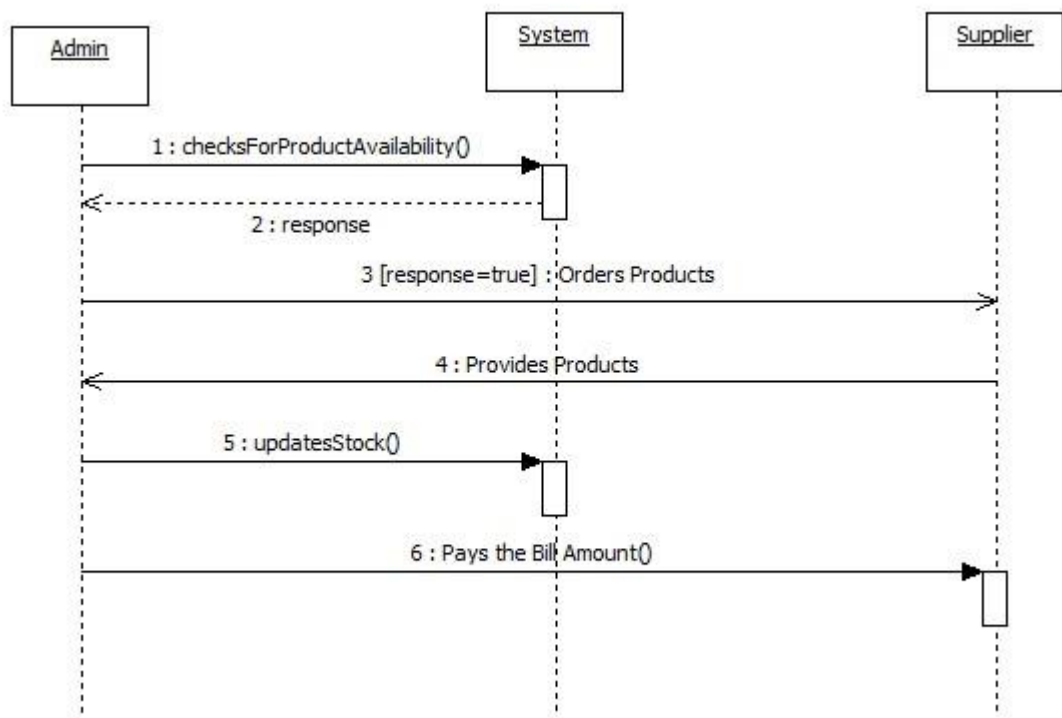 Admin
System
Supplier
1 : checksForProductAvailability()
2 : response
3 [response=true] : Orders Products
4 : Provides Products
5 : updatesStock()
6 : Pays the Bill Amount()